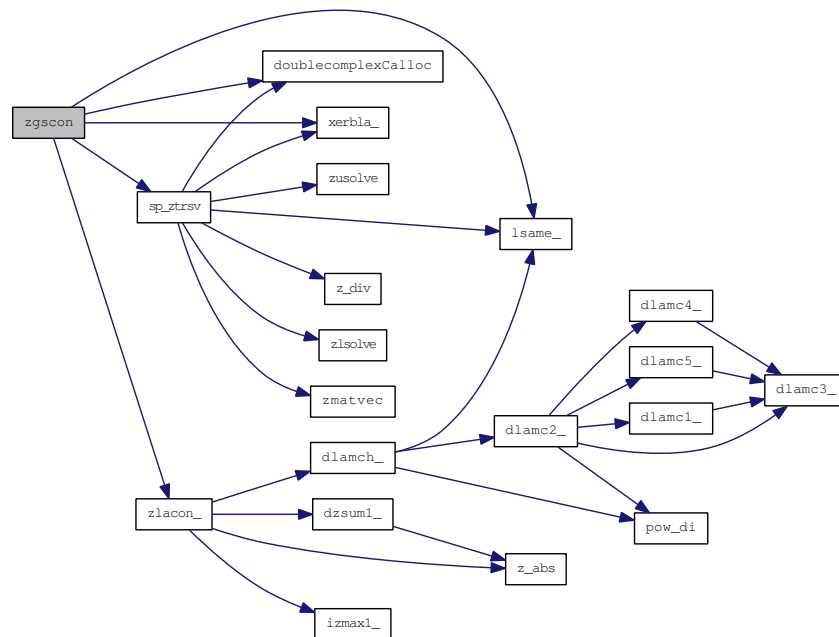 doublecomplexCalloc
zgscon
xerbla_
zusolve
sp_ztrsv
lsame_
z_div
dlamc4_
zlsolve
dlamc5_
dlamc3_
zmatvec
dlamc1_
dlamc2_
dlamch_
zlacon_
dzsum1_
pow_di
z_abs
izmax1_